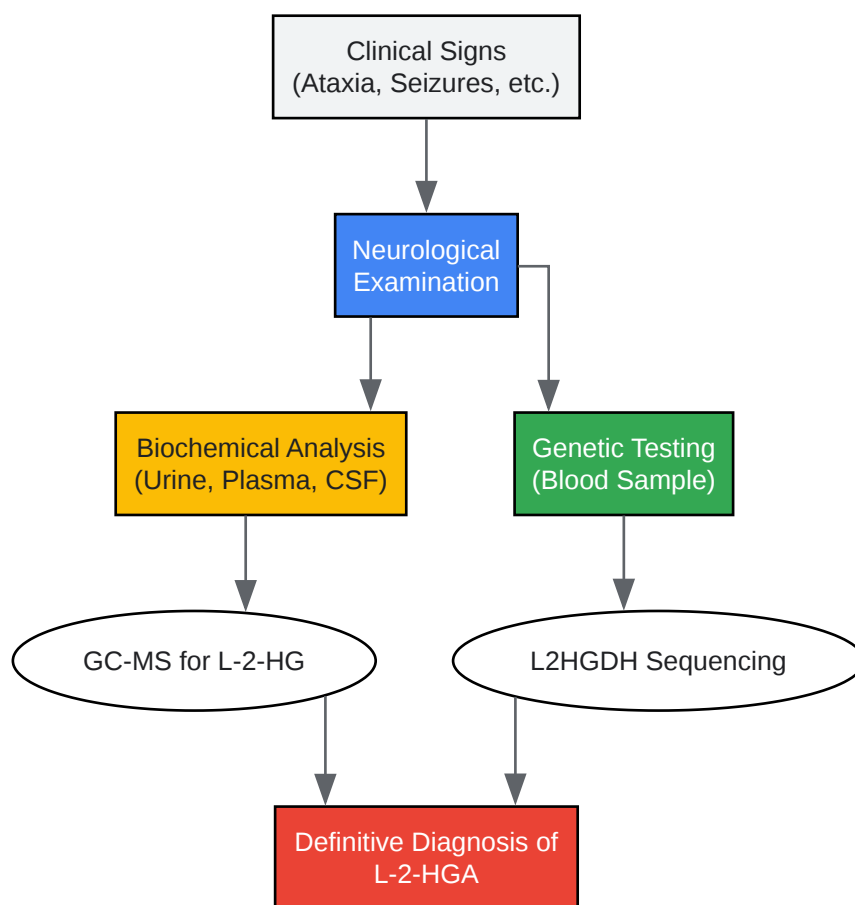 Clinical Signs
(Ataxia, Seizures, etc.)
Neurological
Examination
Biochemical Analysis
(Urine, Plasma, CSF)
Genetic Testing
(Blood Sample)
GC-MS for L-2-HG
L2HGDH Sequencing
Definitive Diagnosis of
L-2-HGA